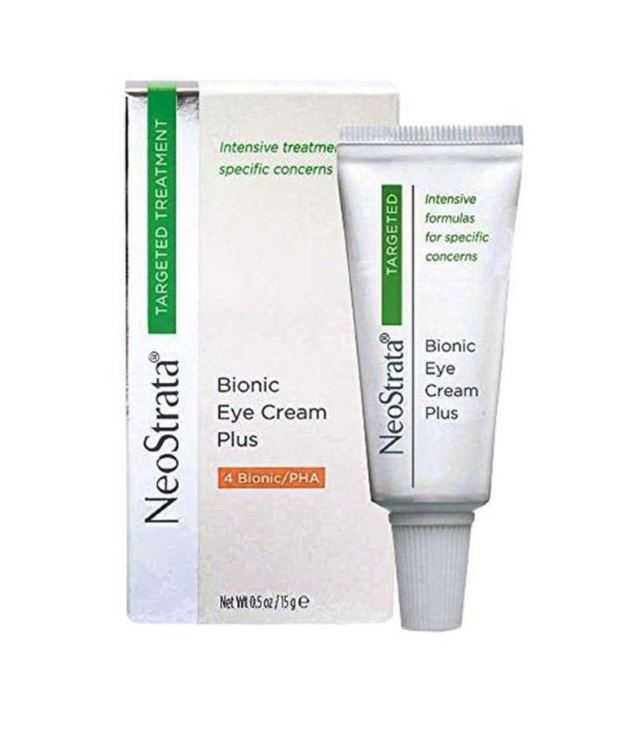 TARGETED TREATMENT
NeoStrata®
Intensive treatme
specific concerns
Bionic
Eye Cream
Plus
4 Bionic/PHA
Net Wt 0.5 oz / 15 g ℮
TARGETED
NeoStrata®
Intensive
formulas
for specific
concerns
Bionic
Eye
Cream
Plus